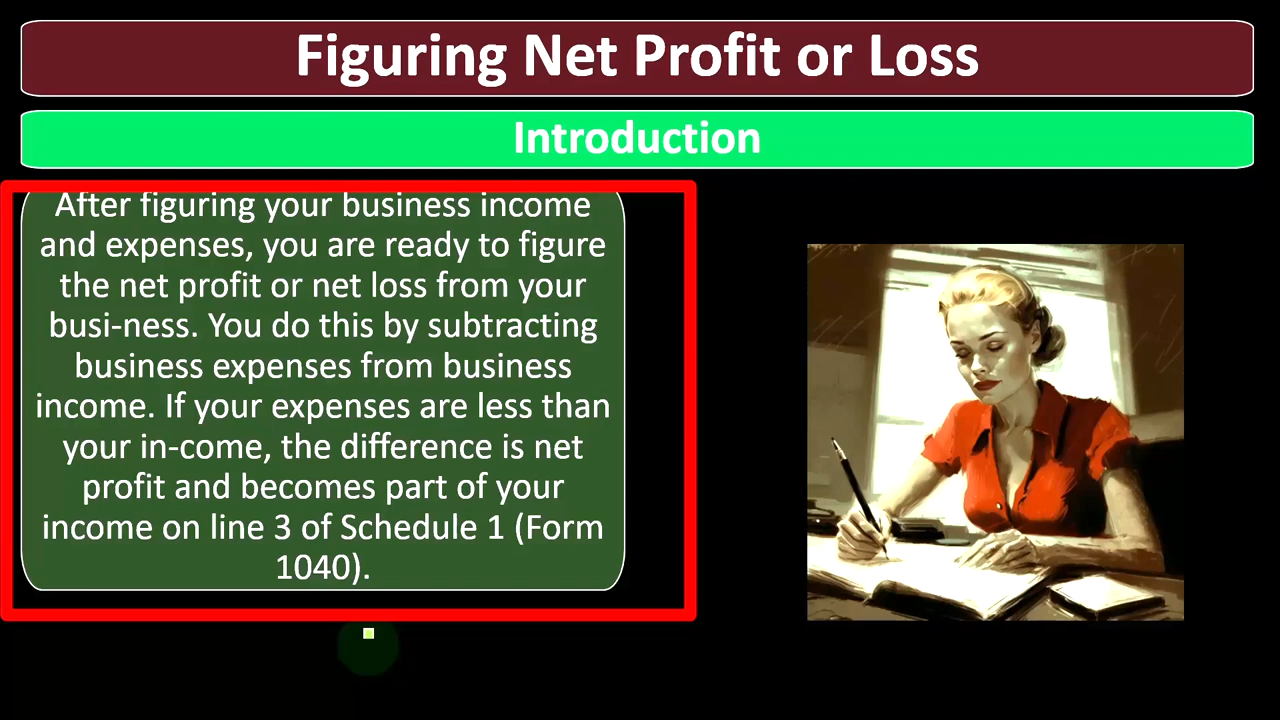 Figuring Net Profit or Loss
Introduction
After figuring your business income
and expenses, you are ready to figure
the net profit or net loss from your
busi-ness. You do this by subtracting
business expenses from business
income. If your expenses are less than
your in-come, the difference is net
profit and becomes part of your
income on line 3 of Schedule 1 (Form
1040).